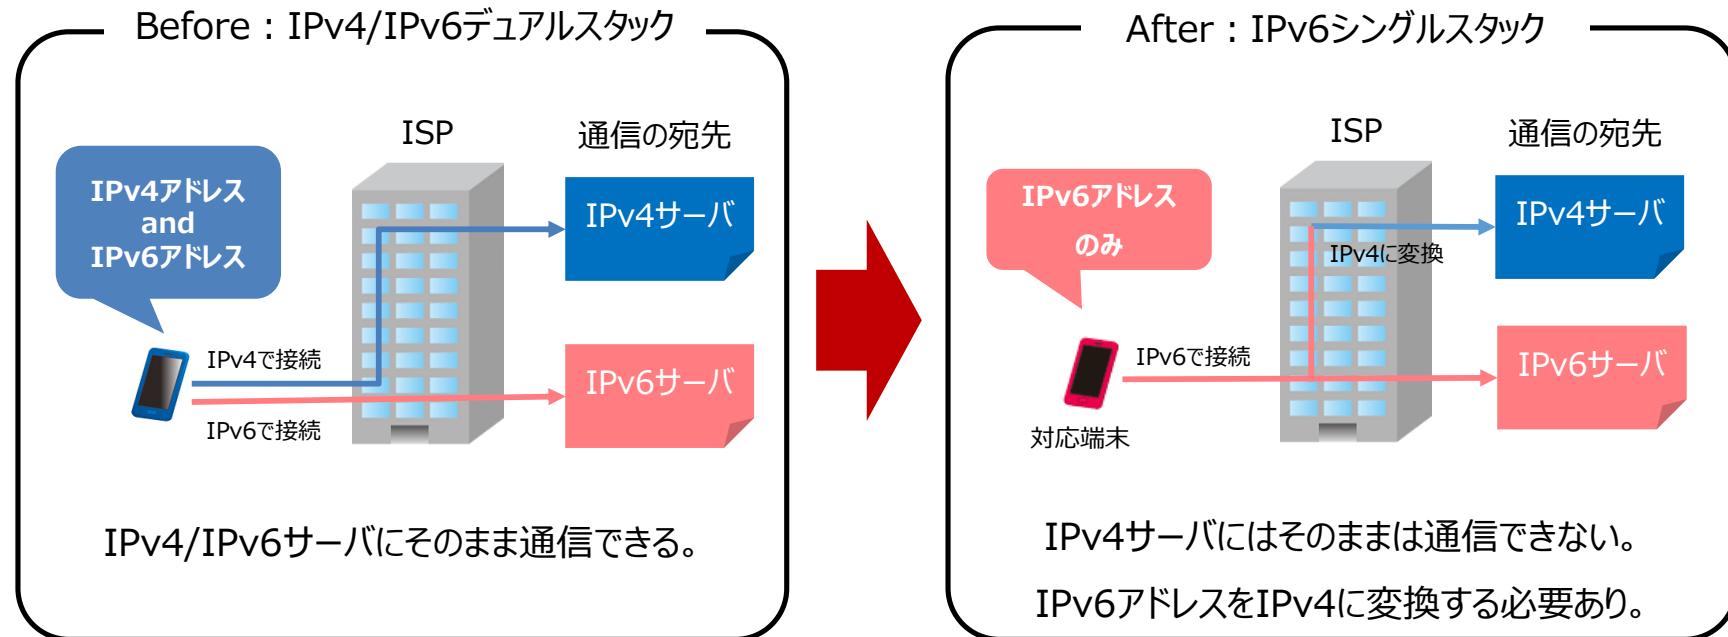 Before：IPv4/IPv6デュアルスタック
ISP
通信の宛先
IPv4アドレス
and
IPv6アドレス
IPv4サーバ
IPv4で接続
IPv6サーバ
IPv6で接続
IPv4/IPv6サーバにそのまま通信できる。
After：IPv6シングルスタック
ISP
通信の宛先
IPv6アドレス
のみ
IPv4サーバ
IPv4に変換
IPv6で接続
IPv6サーバ
対応端末
IPv4サーバにはそのままは通信できない。
IPv6アドレスをIPv4に変換する必要あり。